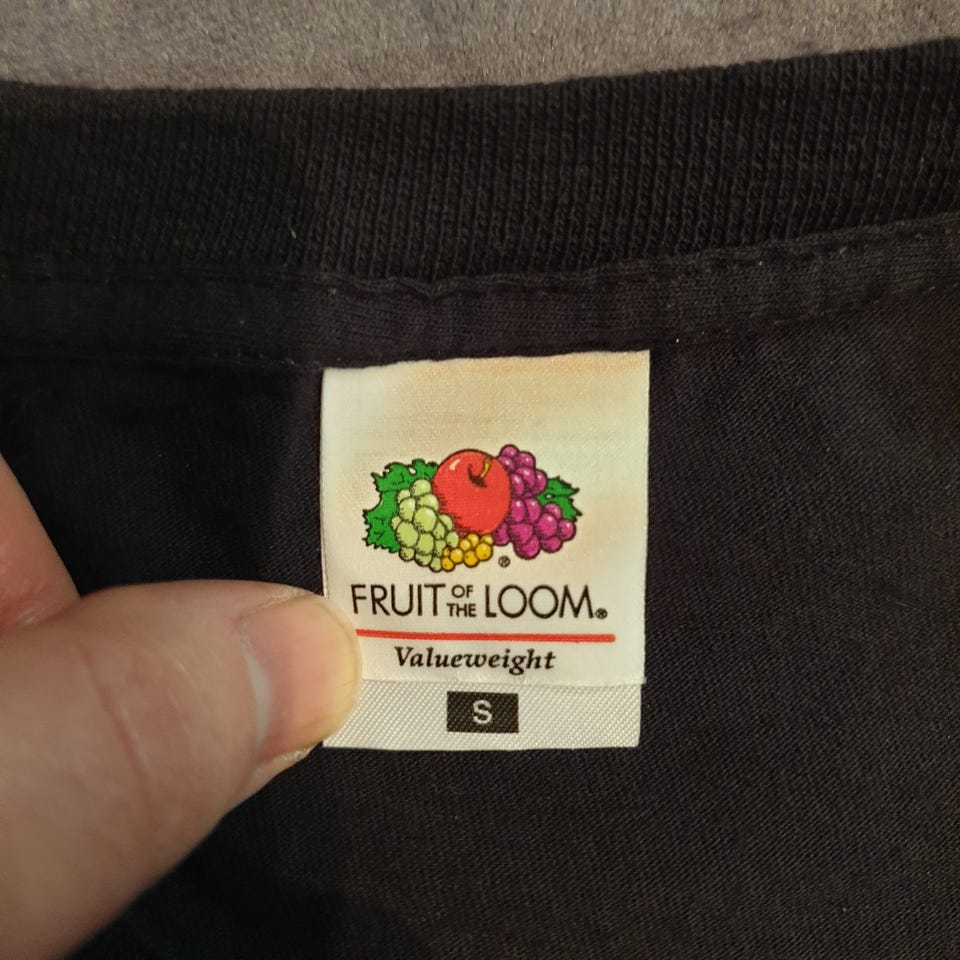 ®
FRUIT OF THE LOOM®
Valueweight
S